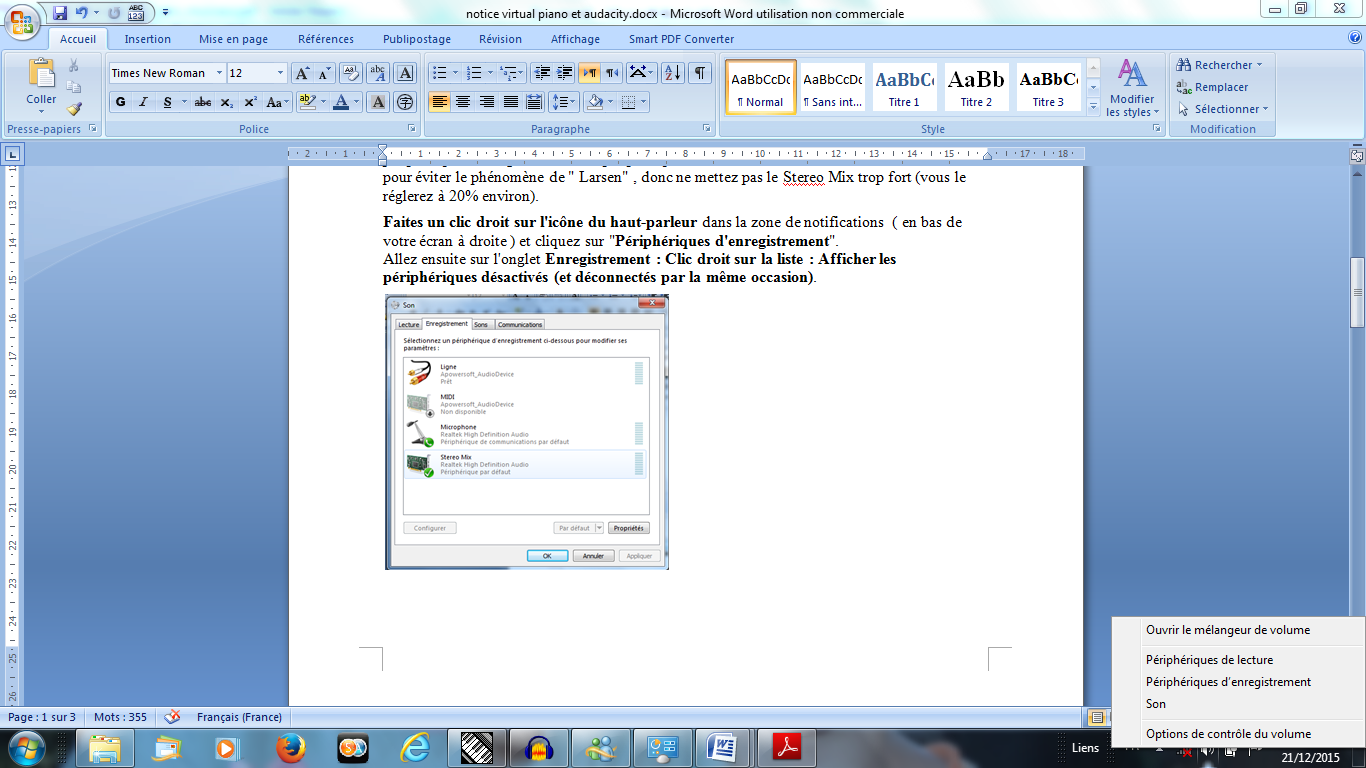 notice virtual piano et audacity.docx - Microsoft Word utilisation non commerciale
Accueil Insertion Mise en page Références Publipostage Révision Affichage Smart PDF Converter
Coller
Presse-papiers
Times New Roman 12
G I S abc x₂ x² Aa
Police
Paragraphe
AaBbCcDc AaBbCcDc AaBbCc AaBb AaBbCc
¶ Normal ¶ Sans int... Titre 1 Titre 2 Titre 3
Modifier
les styles
Style
Rechercher
Remplacer
Sélectionner
Modification
pour éviter le phénomène de " Larsen" , donc ne mettez pas le Stereo Mix trop fort (vous le
réglerez à 20% environ).
Faites un clic droit sur l'icône du haut-parleur dans la zone de notifications ( en bas de
votre écran à droite ) et cliquez sur "Périphériques d'enregistrement".
Allez ensuite sur l'onglet Enregistrement : Clic droit sur la liste : Afficher les
périphériques désactivés (et déconnectés par la même occasion).
Son
Lecture Enregistrement Sons Communications
Sélectionnez un périphérique d'enregistrement ci-dessous pour modifier ses
paramètres :
Ligne
Apowersoft_AudioDevice
Prêt
MIDI
Apowersoft_AudioDevice
Non disponible
Microphone
Realtek High Definition Audio
Périphérique de communications par défaut
Stereo Mix
Realtek High Definition Audio
Périphérique par défaut
Configurer Par défaut Propriétés
OK Annuler Appliquer
Ouvrir le mélangeur de volume
Périphériques de lecture
Périphériques d'enregistrement
Son
Options de contrôle du volume
Page : 1 sur 3 Mots : 355 Français (France)
Liens
21/12/2015